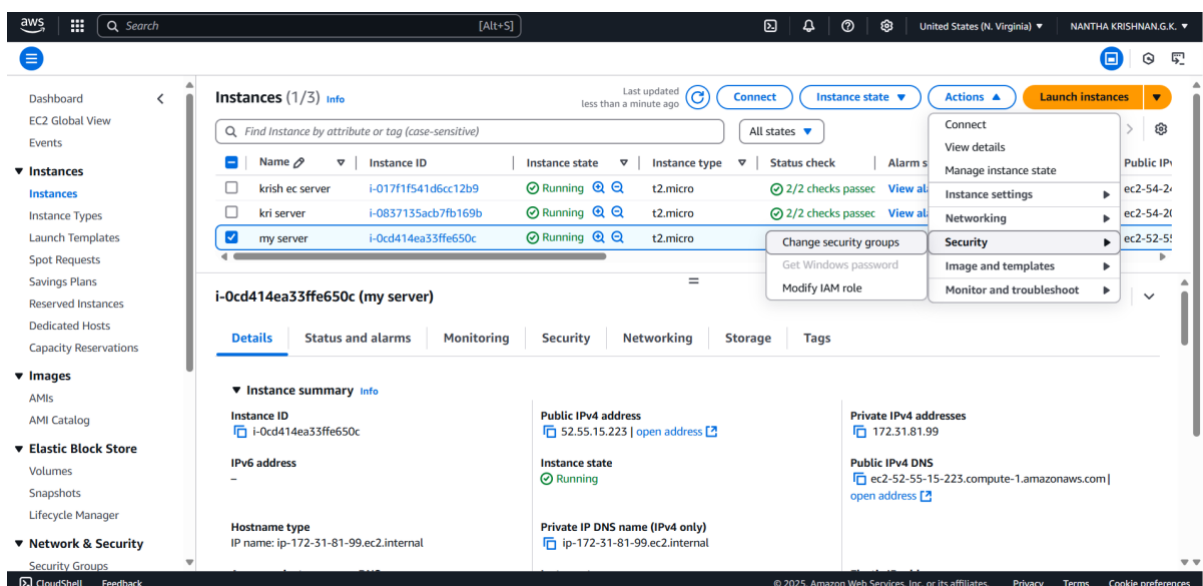 aws
Search [Alt+S]
United States (N. Virginia)
NANTHA KRISHNAN.G.K.
Dashboard
EC2 Global View
Events
Instances
Instances
Instance Types
Launch Templates
Spot Requests
Savings Plans
Reserved Instances
Dedicated Hosts
Capacity Reservations
Images
AMIs
AMI Catalog
Elastic Block Store
Volumes
Snapshots
Lifecycle Manager
Network & Security
Security Groups
Instances (1/3) Info
Last updated
less than a minute ago
Connect
Instance state
Actions
Launch instances
Find Instance by attribute or tag (case-sensitive)
All states
Name Instance ID Instance state Instance type Status check Alarm s Public IPv
krish ec server i-017f1f541d6cc12b9 Running t2.micro 2/2 checks passec View ala ec2-54-24
kri server i-0837135acb7fb169b Running t2.micro 2/2 checks passec View ala ec2-54-20
my server i-0cd414ea33ffe650c Running t2.micro ec2-52-55
Connect
View details
Manage instance state
Instance settings
Networking
Security
Image and templates
Monitor and troubleshoot
Change security groups
Get Windows password
Modify IAM role
i-0cd414ea33ffe650c (my server)
Details Status and alarms Monitoring Security Networking Storage Tags
Instance summary Info
Instance ID
i-0cd414ea33ffe650c
Public IPv4 address
52.55.15.223 | open address
Private IPv4 addresses
172.31.81.99
IPv6 address
–
Instance state
Running
Public IPv4 DNS
ec2-52-55-15-223.compute-1.amazonaws.com |
open address
Hostname type
IP name: ip-172-31-81-99.ec2.internal
Private IP DNS name (IPv4 only)
ip-172-31-81-99.ec2.internal
CloudShell Feedback
© 2025, Amazon Web Services, Inc. or its affiliates. Privacy Terms Cookie preferences